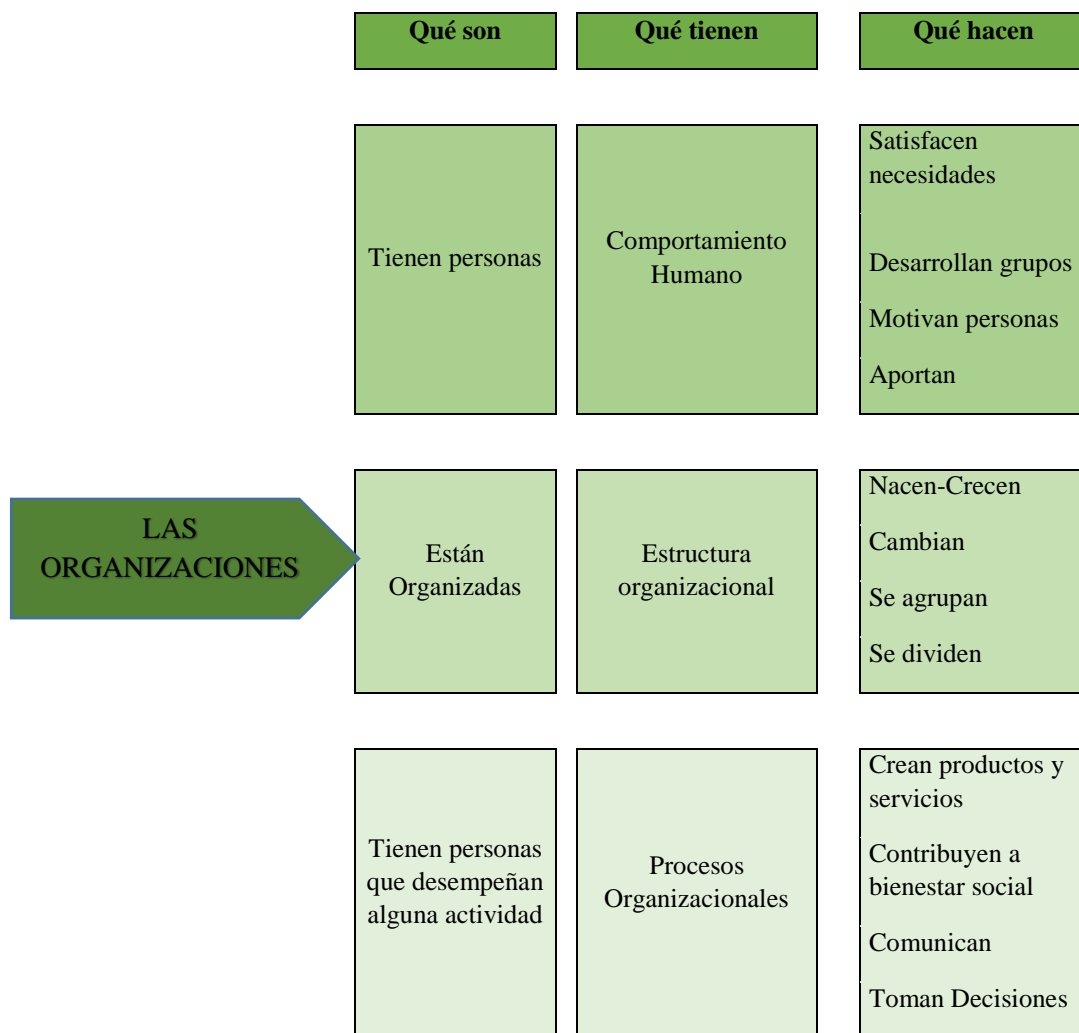 Qué son
Qué tienen
Qué hacen
Tienen personas
Comportamiento
Humano
Satisfacen
necesidades
Desarrollan grupos
Motivan personas
Aportan
LAS
ORGANIZACIONES
Están
Organizadas
Estructura
organizacional
Nacen-Crecen
Cambian
Se agrupan
Se dividen
Tienen personas
que desempeñan
alguna actividad
Procesos
Organizacionales
Crean productos y
servicios
Contribuyen a
bienestar social
Comunican
Toman Decisiones